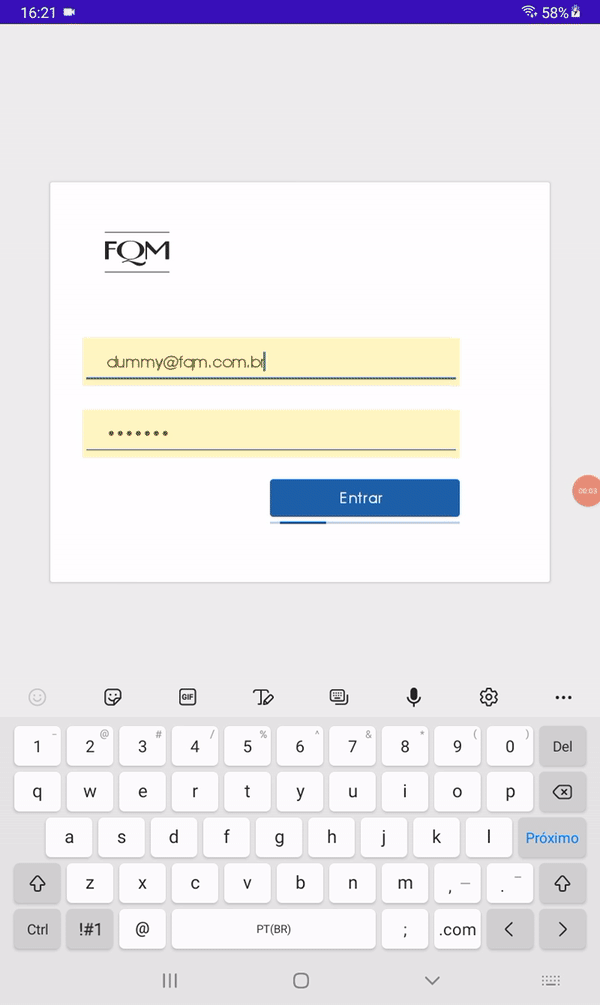 16:21
58%
FQM
dummy@fqm.com.br
•••••••
Entrar
00:03
GIF
1 2 @ 3 # 4 / 5 % 6 ^ 7 & 8 * 9 ( 0 ) Del
q w e r t y u i o p
a s d f g h j k l Próximo
z x c v b n m , .
Ctrl !#1 @ PT(BR) ; .com < >